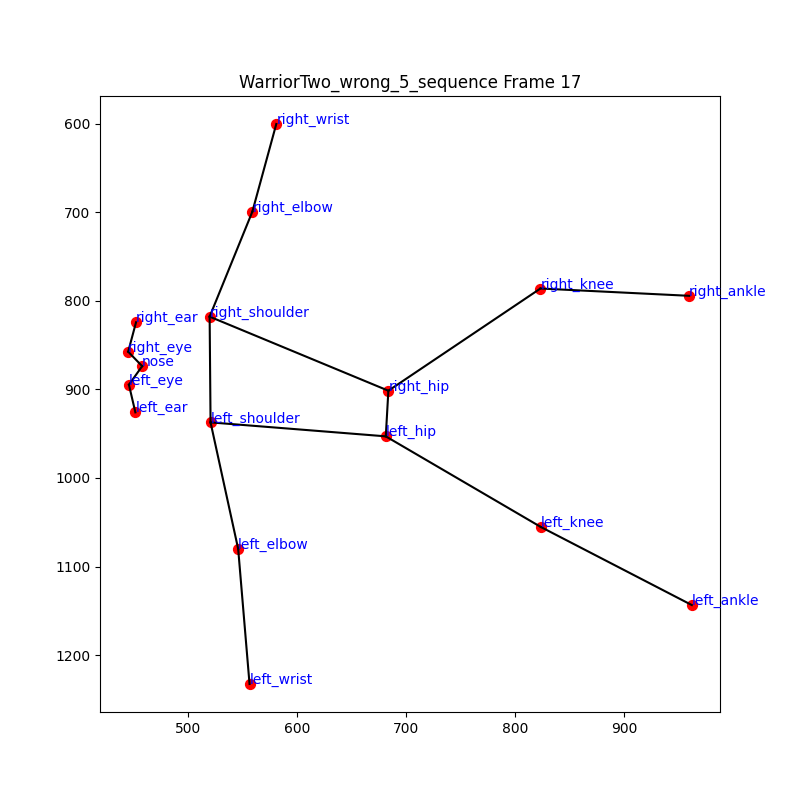 WarriorTwo_wrong_5_sequence Frame 17
600
right_wrist
700
right_elbow
800
right_knee
right_ankle
right_ear
right_shoulder
right_eye
nose
left_eye
right_hip
900
left_ear
left_shoulder
left_hip
1000
left_knee
left_elbow
1100
left_ankle
1200
left_wrist
500 600 700 800 900